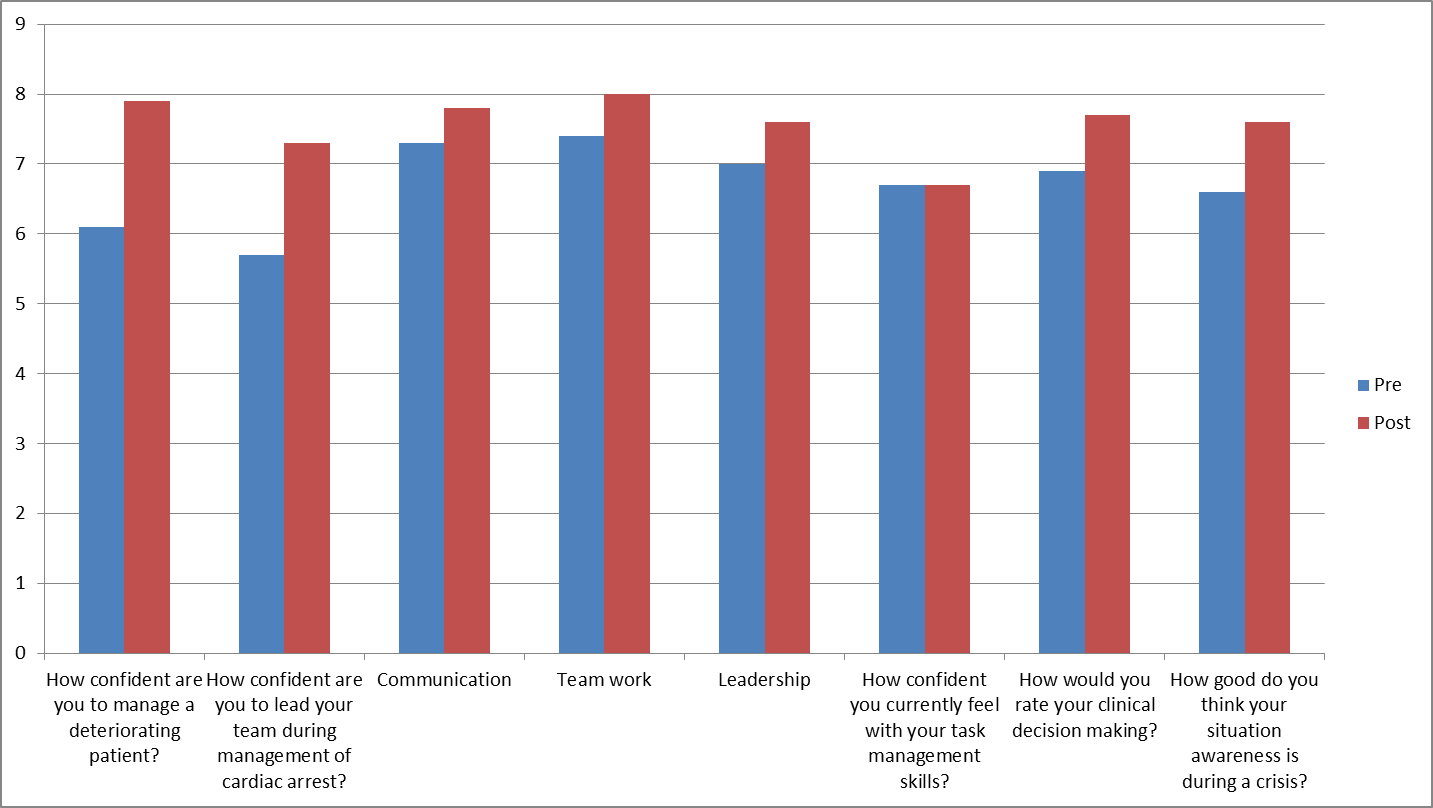 9
8
7
6
5
4
3
2
1
0
How confident are
you to manage a
deteriorating
patient?
How confident are
you to lead your
team during
management of
cardiac arrest?
Communication
Team work
Leadership
How confident
you currently feel
with your task
management
skills?
How would you
rate your clinical
decision making?
How good do you
think your
situation
awareness is
during a crisis?
Pre
Post